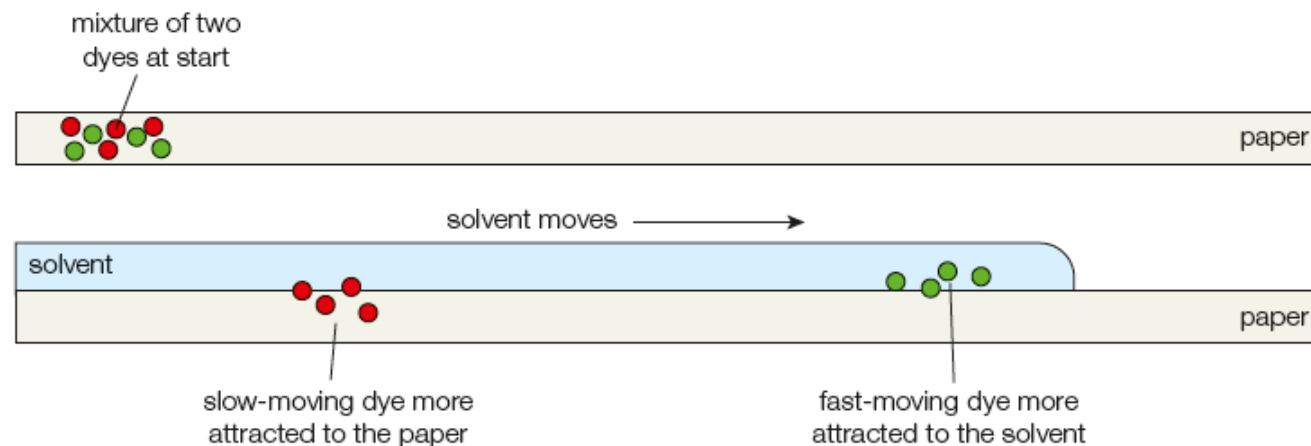 mixture of two
dyes at start
paper
solvent moves
solvent
paper
slow-moving dye more
attracted to the paper
fast-moving dye more
attracted to the solvent